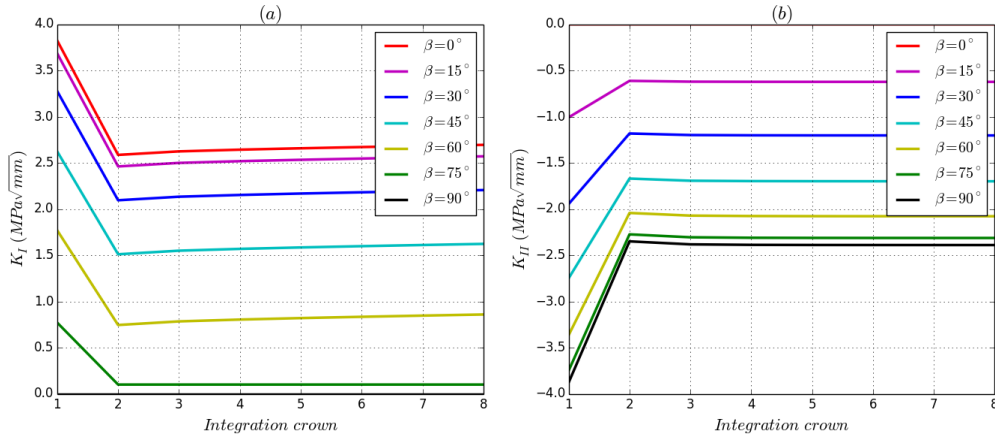 (a)
4.0
3.5
3.0
2.5
2.0
1.5
1.0
0.5
0.0
K_I (MPa√mm)
β=0°
β=15°
β=30°
β=45°
β=60°
β=75°
β=90°
1 2 3 4 5 6 7 8
Integration crown
(b)
0.0
−0.5
−1.0
−1.5
−2.0
−2.5
−3.0
−3.5
−4.0
K_II (MPa√mm)
β=0°
β=15°
β=30°
β=45°
β=60°
β=75°
β=90°
1 2 3 4 5 6 7 8
Integration crown